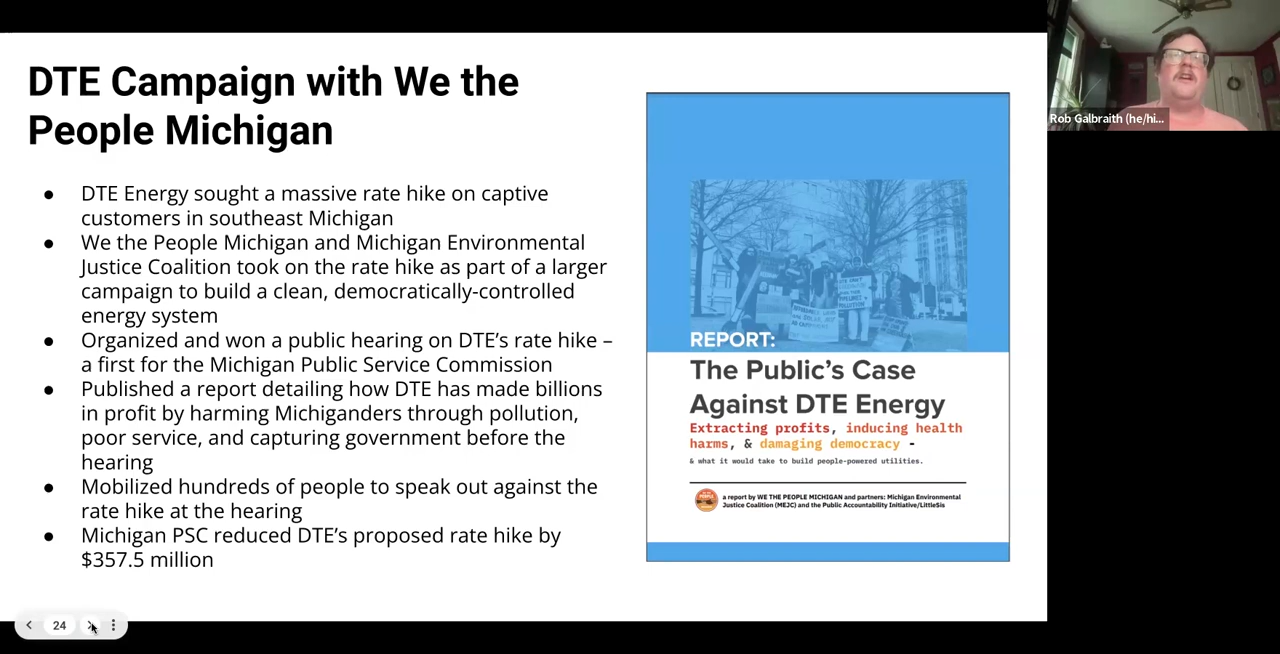 DTE Campaign with We the
People Michigan
● DTE Energy sought a massive rate hike on captive
customers in southeast Michigan
● We the People Michigan and Michigan Environmental
Justice Coalition took on the rate hike as part of a larger
campaign to build a clean, democratically-controlled
energy system
● Organized and won a public hearing on DTE’s rate hike –
a first for the Michigan Public Service Commission
● Published a report detailing how DTE has made billions
in profit by harming Michiganders through pollution,
poor service, and capturing government before the
hearing
● Mobilized hundreds of people to speak out against the
rate hike at the hearing
● Michigan PSC reduced DTE’s proposed rate hike by
$357.5 million
REPORT:
The Public’s Case
Against DTE Energy
Extracting profits, inducing health
harms, & damaging democracy -
& what it would take to build people-powered utilities.
a report by WE THE PEOPLE MICHIGAN and partners: Michigan Environmental
Justice Coalition (MEJC) and the Public Accountability Initiative/LittleSis
Rob Galbraith (he/hi...
24